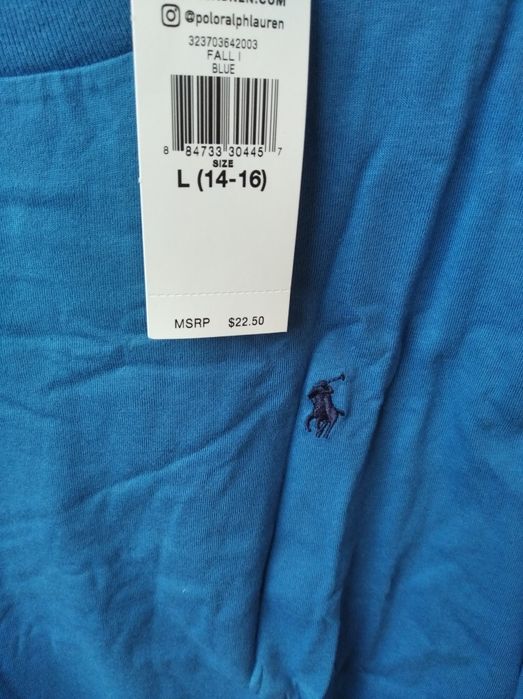 @poloralphlauren
323703642003
FALL I
BLUE
8 84733 30445 7
SIZE
L (14-16)
MSRP $22.50